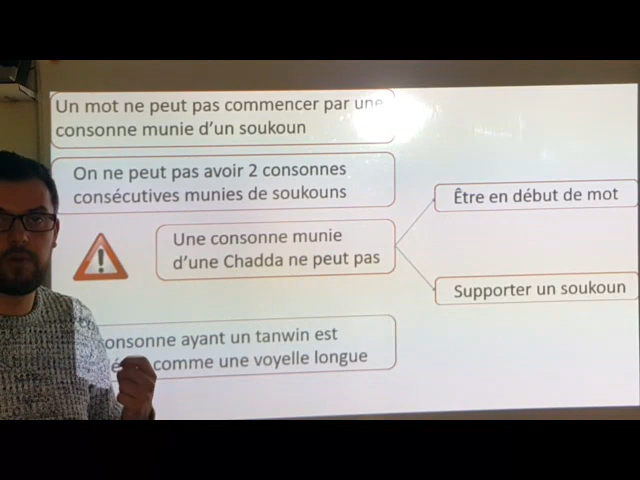 Un mot ne peut pas commencer par une
consonne munie d'un soukoun
On ne peut pas avoir 2 consonnes
consécutives munies de soukouns
Une consonne munie
d'une Chadda ne peut pas
Être en début de mot
Supporter un soukoun
consonne ayant un tanwin est
comme une voyelle longue